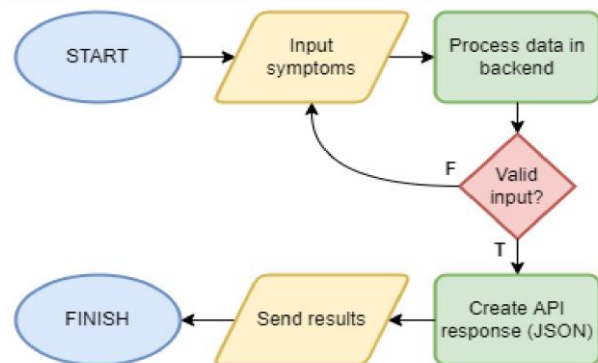 START
Input
symptoms
Process data in
backend
F
Valid
input?
T
FINISH
Send results
Create API
response (JSON)